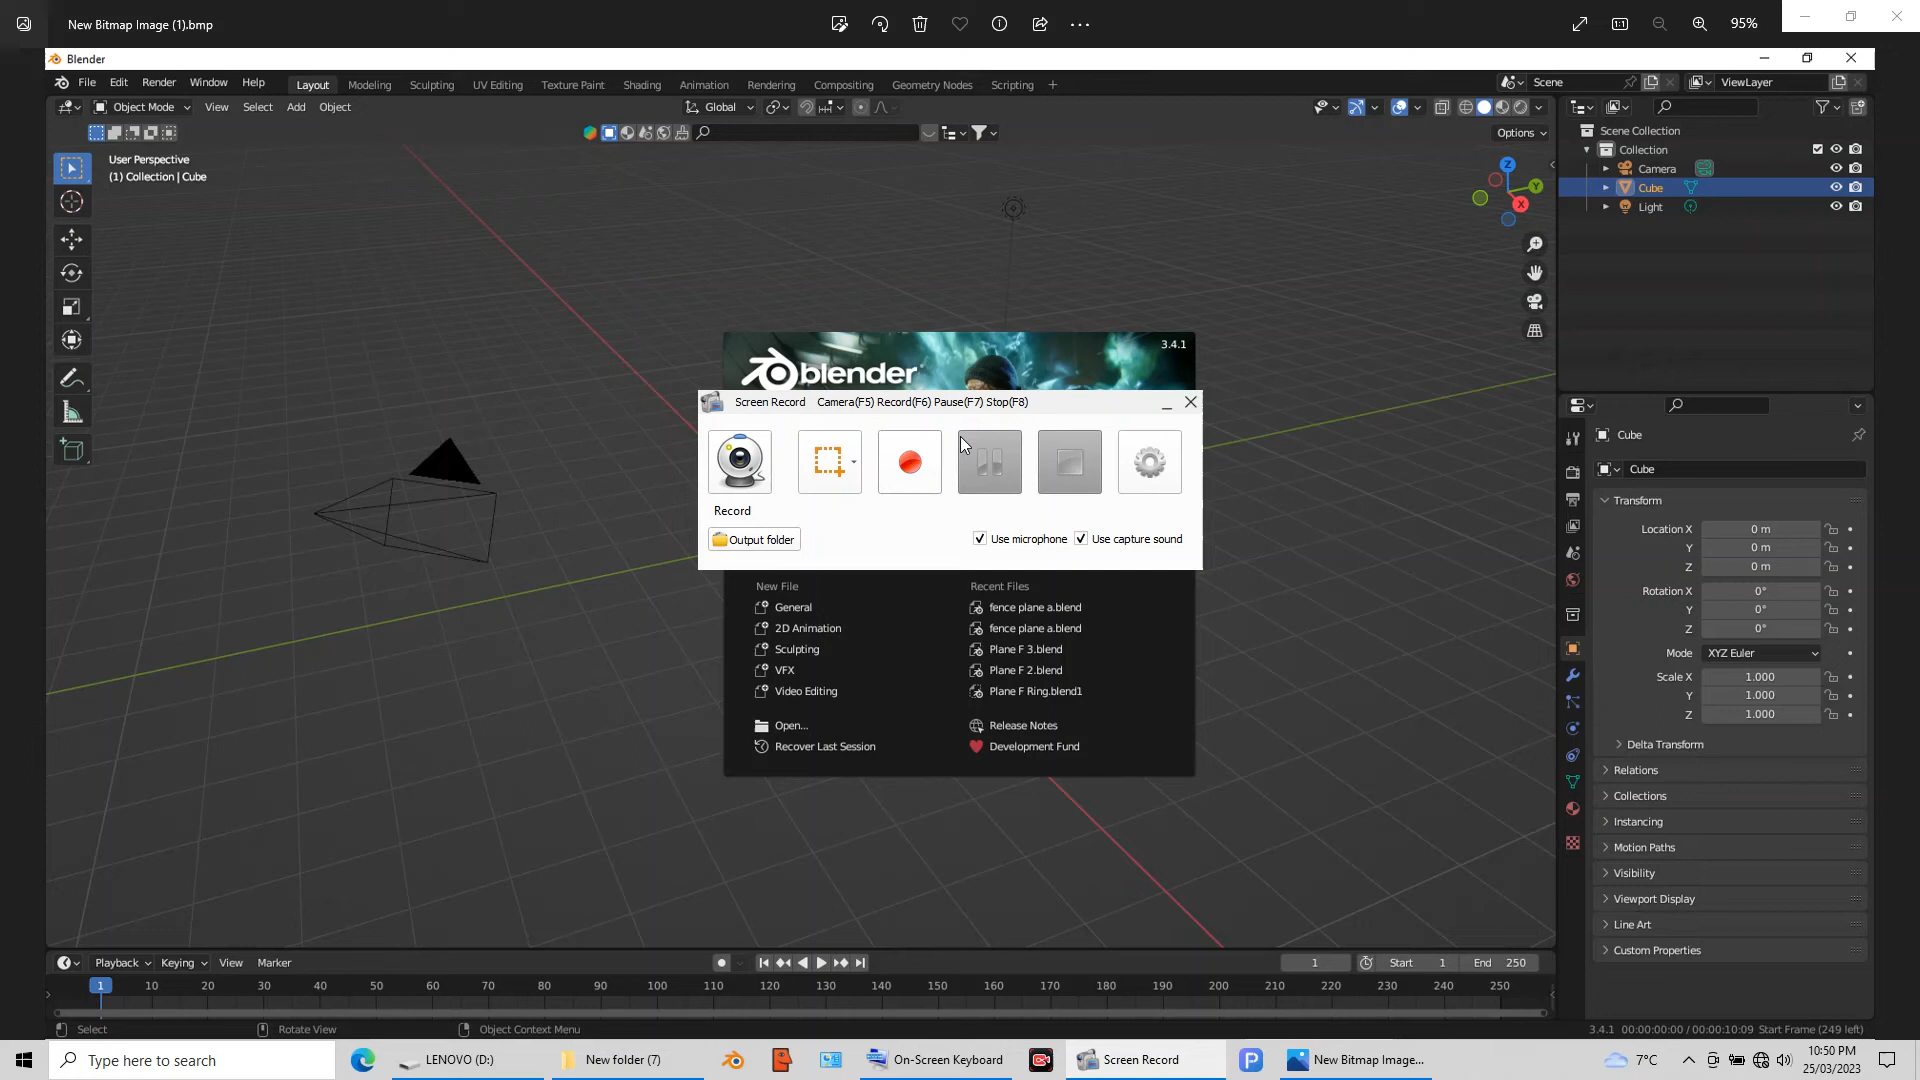 New Bitmap Image (1).bmp
95%
Blender
File Edit Render Window Help Layout Modeling Sculpting UV Editing Texture Paint Shading Animation Rendering Compositing Geometry Nodes Scripting +
Scene
ViewLayer
Object Mode View Select Add Object
Global
Options
User Perspective
(1) Collection | Cube
Z
Y
X
Scene Collection
Collection
Camera
Cube
Light
3.4.1
blender
Screen Record Camera(F5) Record(F6) Pause(F7) Stop(F8)
Record
Output folder
Use microphone Use capture sound
New File
General
2D Animation
Sculpting
VFX
Video Editing
Open...
Recover Last Session
Recent Files
fence plane a.blend
fence plane a.blend
Plane F 3.blend
Plane F 2.blend
Plane F Ring.blend1
Release Notes
Development Fund
Cube
Cube
Transform
Location X 0 m
Y 0 m
Z 0 m
Rotation X 0°
Y 0°
Z 0°
Mode XYZ Euler
Scale X 1.000
Y 1.000
Z 1.000
Delta Transform
Relations
Collections
Instancing
Motion Paths
Visibility
Viewport Display
Line Art
Custom Properties
Playback Keying View Marker
1 Start 1 End 250
1 10 20 30 40 50 60 70 80 90 100 110 120 130 140 150 160 170 180 190 200 210 220 230 240 250
Select Rotate View Object Context Menu
3.4.1 00:00:00:00 / 00:00:10:09 Start Frame (249 left)
Type here to search
LENOVO (D:)
New folder (7)
On-Screen Keyboard
Screen Record
New Bitmap Image...
7°C
10:50 PM
25/03/2023